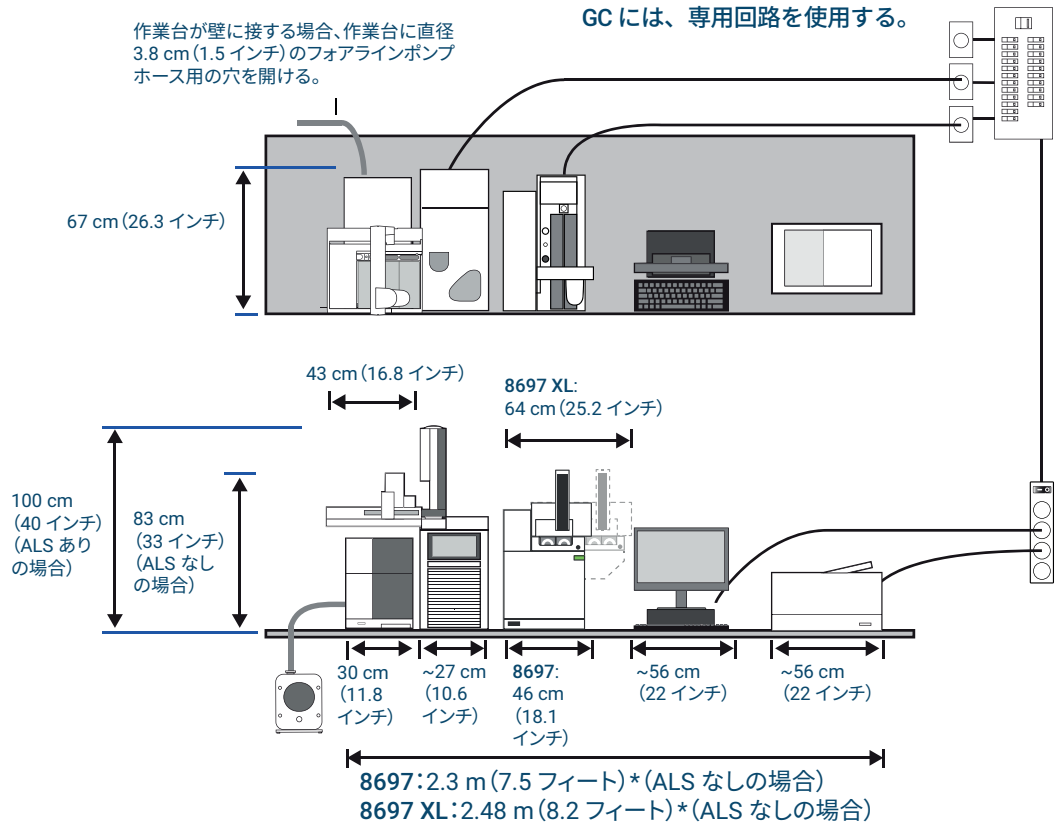 GC には、専用回路を使用する。
作業台が壁に接する場合、作業台に直径
3.8 cm（1.5 インチ）のフォアラインポンプ
ホース用の穴を開ける。
67 cm（26.3 インチ）
43 cm（16.8 インチ）
8697 XL:
64 cm（25.2 インチ）
100 cm
（40 インチ）
（ALS あり
の場合）
83 cm
（33 インチ）
（ALS なし
の場合）
30 cm
（11.8
インチ）
~27 cm
（10.6
インチ）
8697:
46 cm
（18.1
インチ）
~56 cm
（22 インチ）
~56 cm
（22 インチ）
8697：2.3 m（7.5 フィート）*（ALS なしの場合）
8697 XL：2.48 m（8.2 フィート）*（ALS なしの場合）